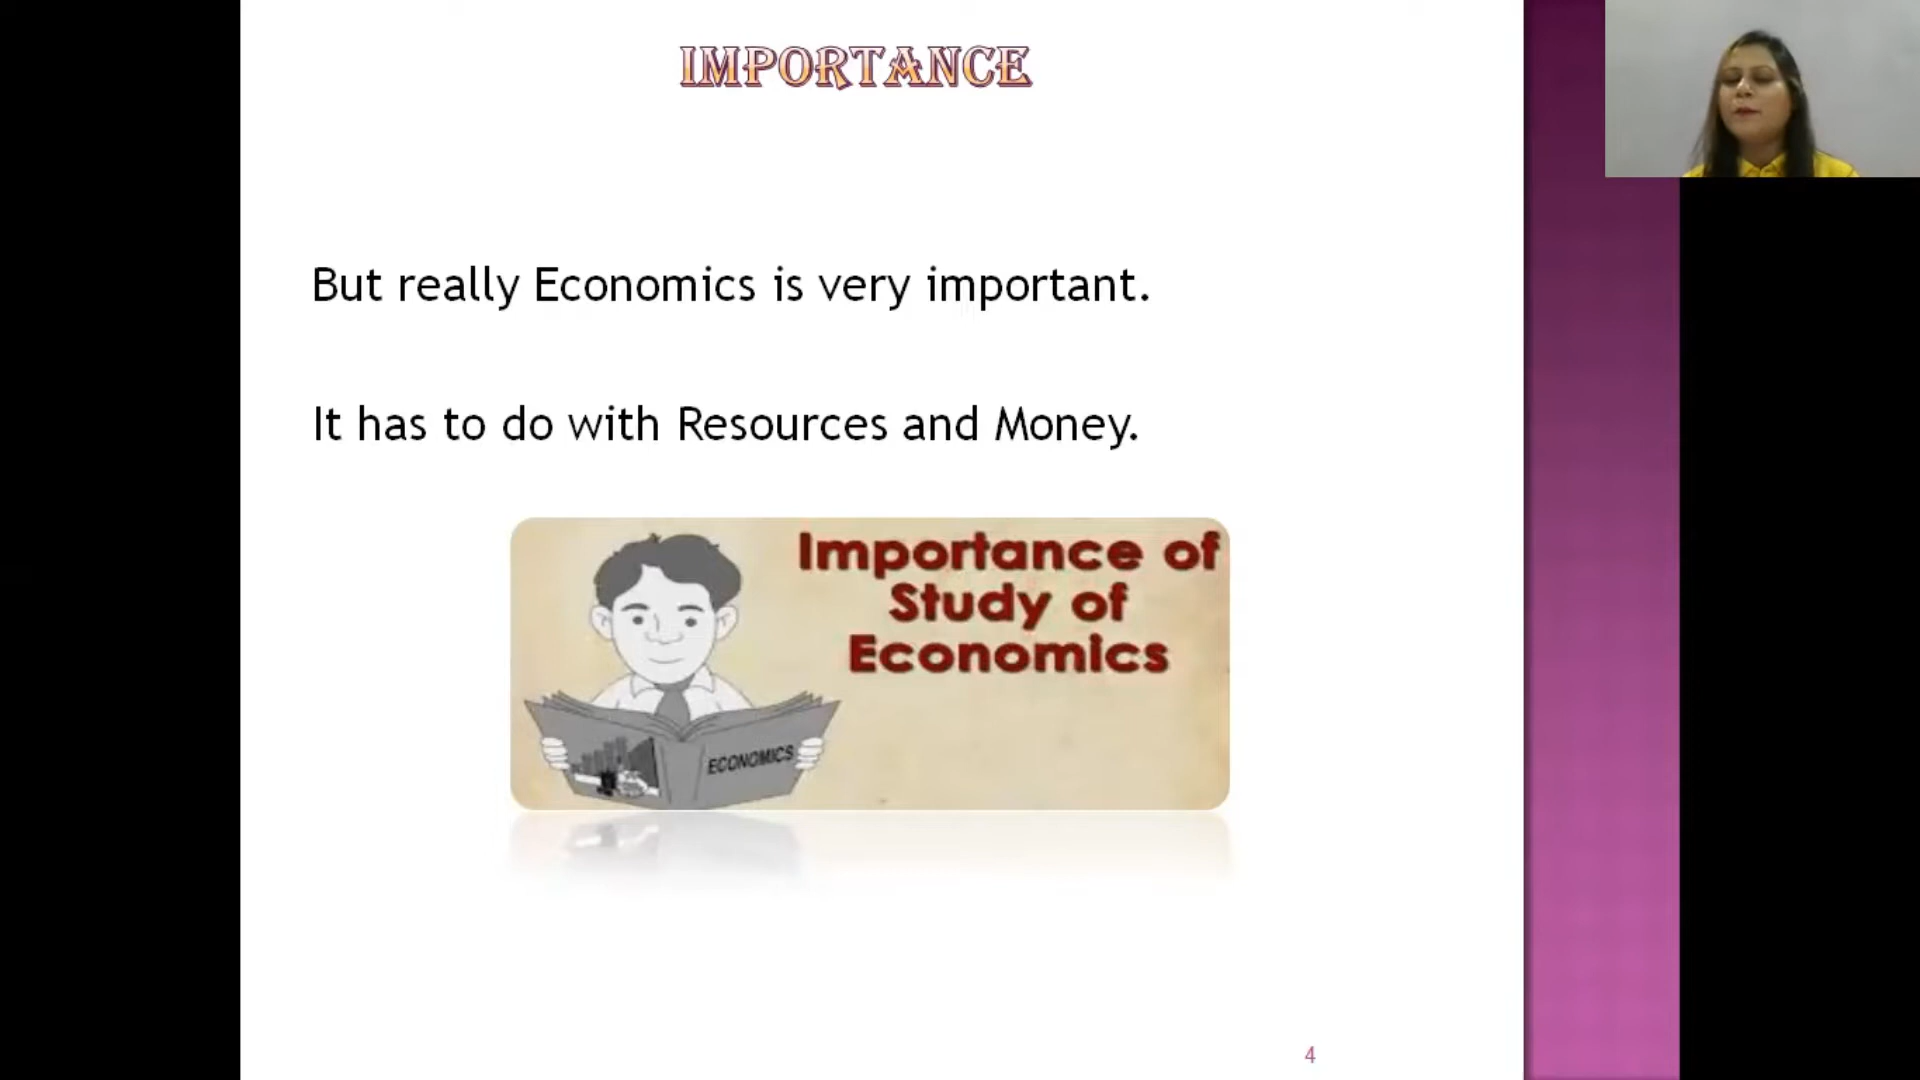 IMPORTANCE
But really Economics is very important.
It has to do with Resources and Money.
Importance of
Study of
Economics
ECONOMICS
4